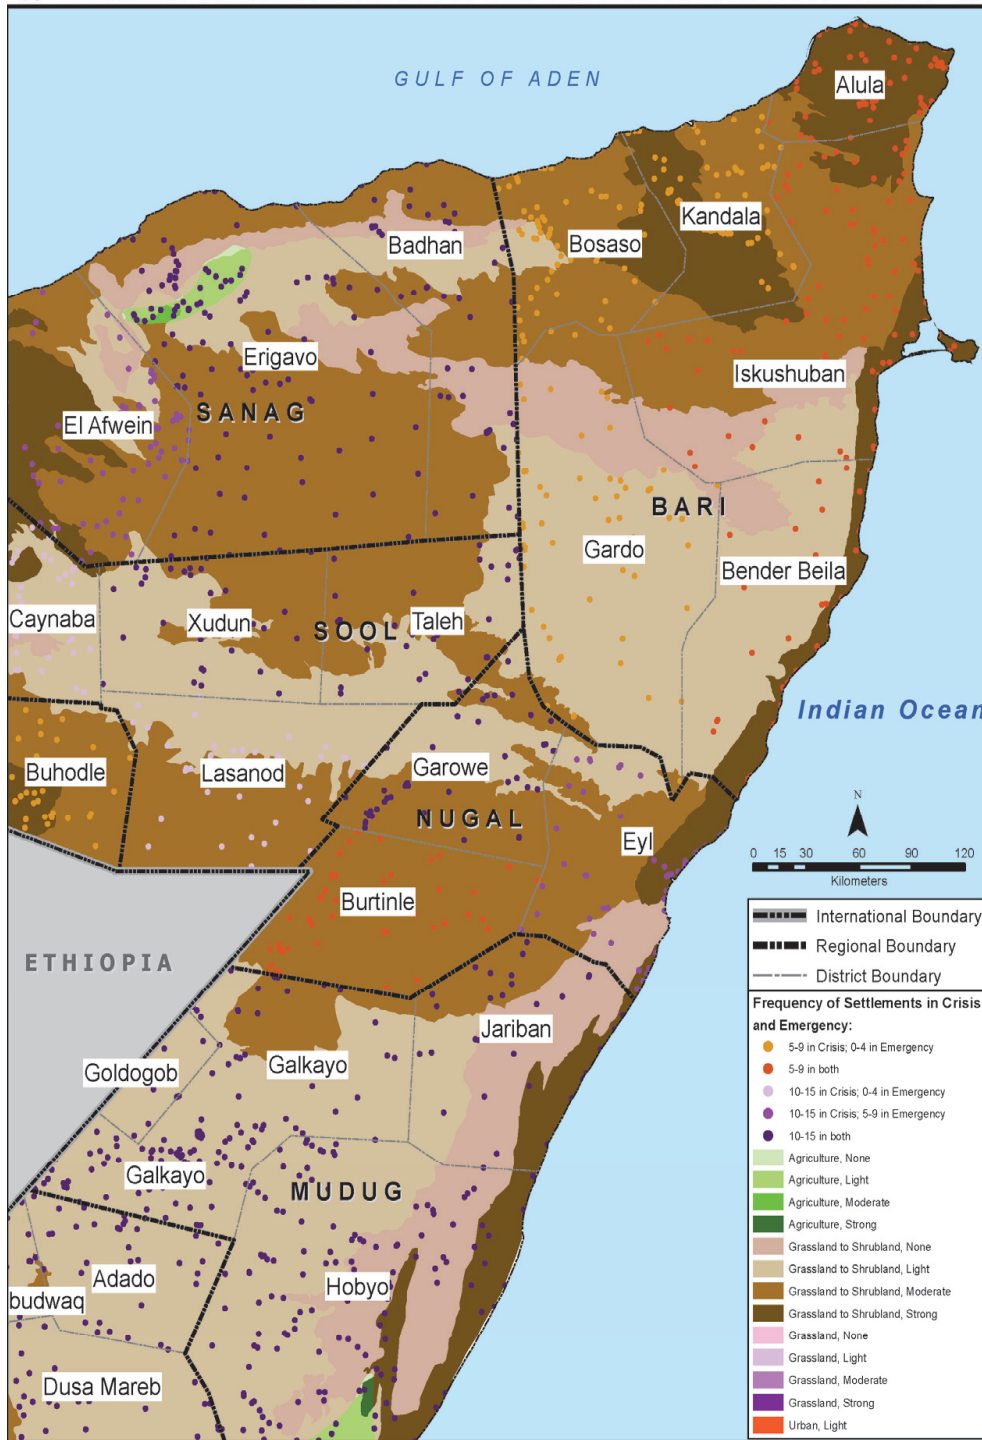 GULF OF ADEN
Alula
Kandala
Badhan
Bosaso
Erigavo
Iskushuban
SANAG
El Afwein
BARI
Gardo
Bender Beila
Caynaba
Xudun
Taleh
SOOL
Indian Ocean
Buhodle
Lasanod
Garowe
N
NUGAL
Eyl
0 15 30 60 90 120
Kilometers
Burtinle
International Boundary
Regional Boundary
ETHIOPIA
District Boundary
Frequency of Settlements in Crisis
and Emergency:
Jariban
5-9 in Crisis; 0-4 in Emergency
Goldogob
Galkayo
5-9 in both
10-15 in Crisis; 0-4 in Emergency
10-15 in Crisis; 5-9 in Emergency
10-15 in both
Agriculture, None
Galkayo
Agriculture, Light
MUDUG
Agriculture, Moderate
Agriculture, Strong
Grassland to Shrubland, None
Adado
Grassland to Shrubland, Light
Hobyo
Grassland to Shrubland, Moderate
budwaq
Grassland to Shrubland, Strong
Grassland, None
Grassland, Light
Dusa Mareb
Grassland, Moderate
Grassland, Strong
Urban, Light